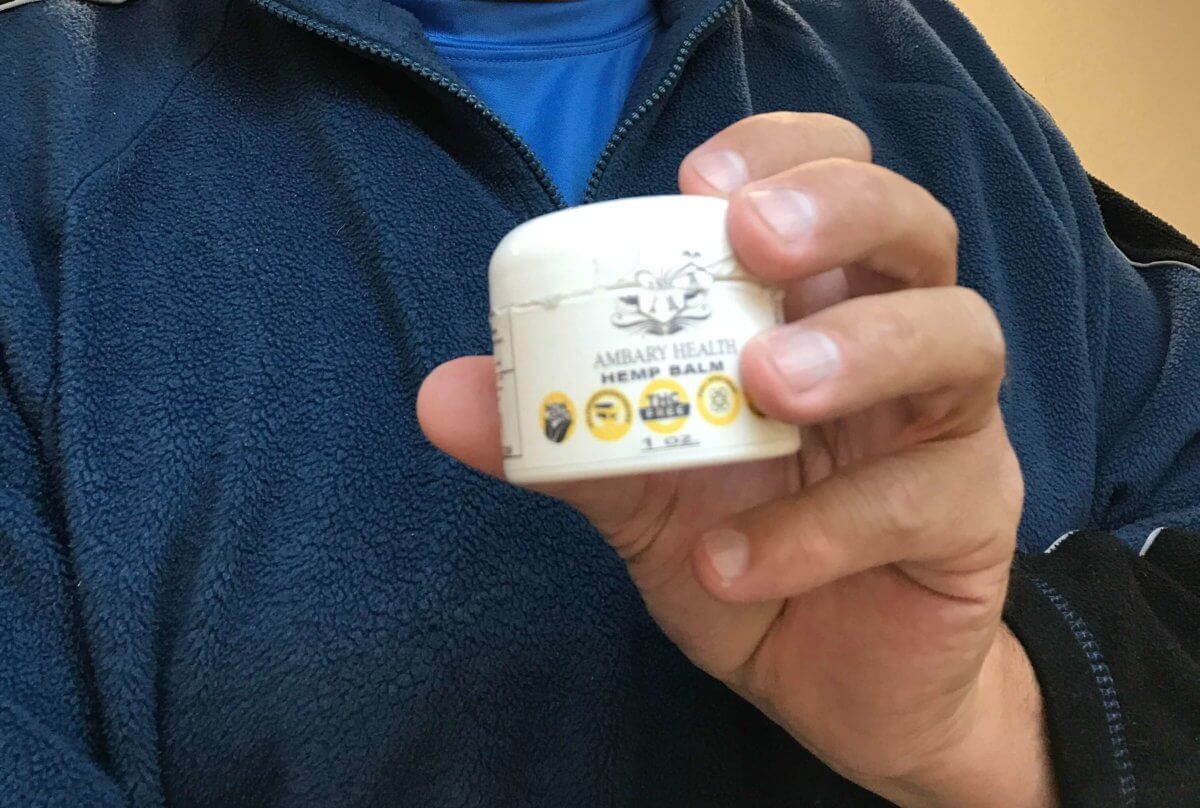 AMBARY HEALTH
HEMP BALM
THC
FREE
1 OZ.